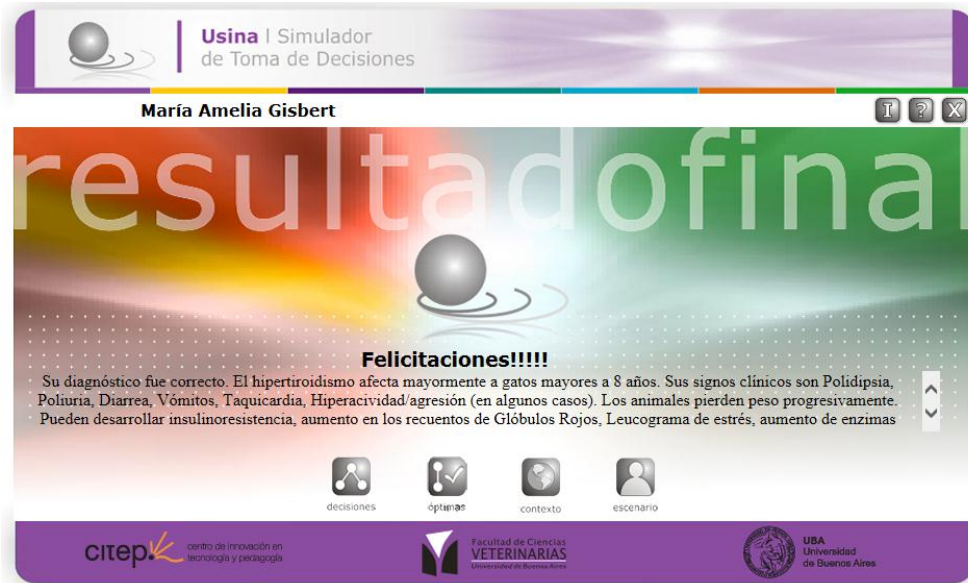 Usina | Simulador
de Toma de Decisiones
María Amelia Gisbert
I ? X
resultadofinal
Felicitaciones!!!!!
Su diagnóstico fue correcto. El hipertiroidismo afecta mayormente a gatos mayores a 8 años. Sus signos clínicos son Polidipsia,
Poliuria, Diarrea, Vómitos, Taquicardia, Hiperacividad/agresión (en algunos casos). Los animales pierden peso progresivamente.
Pueden desarrollar insulinoresistencia, aumento en los recuentos de Glóbulos Rojos, Leucograma de estrés, aumento de enzimas
decisiones
óptimas
contexto
escenario
citep
centro de innovación en
tecnología y pedagogía
Facultad de Ciencias
VETERINARIAS
Universidad de Buenos Aires
UBA
Universidad
de Buenos Aires